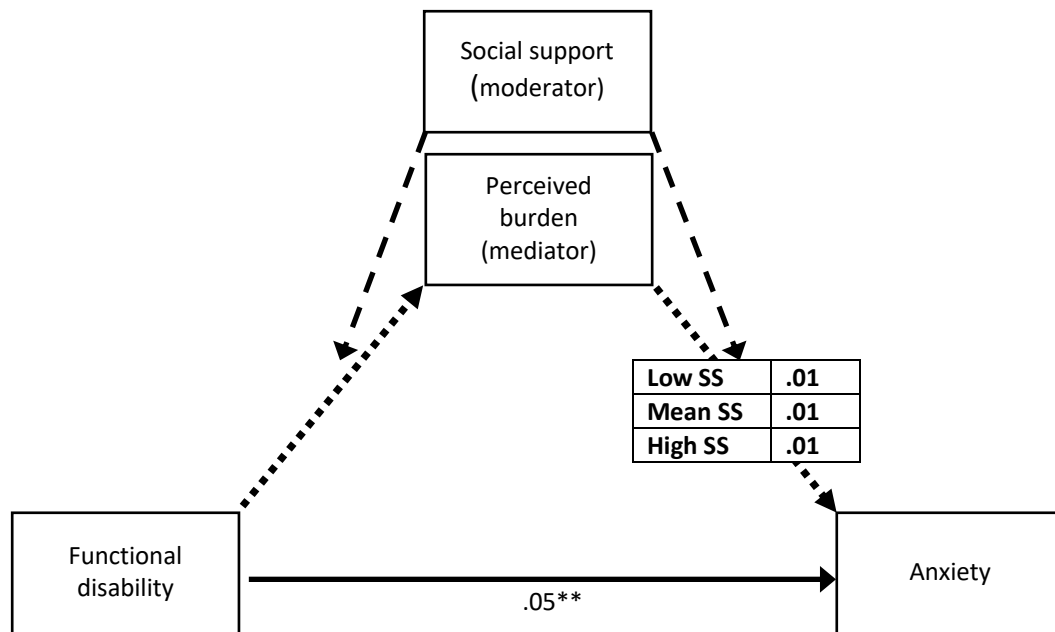 Social support
(moderator)
Perceived
burden
(mediator)
Low SS .01
Mean SS .01
High SS .01
Functional
disability
Anxiety
.05**